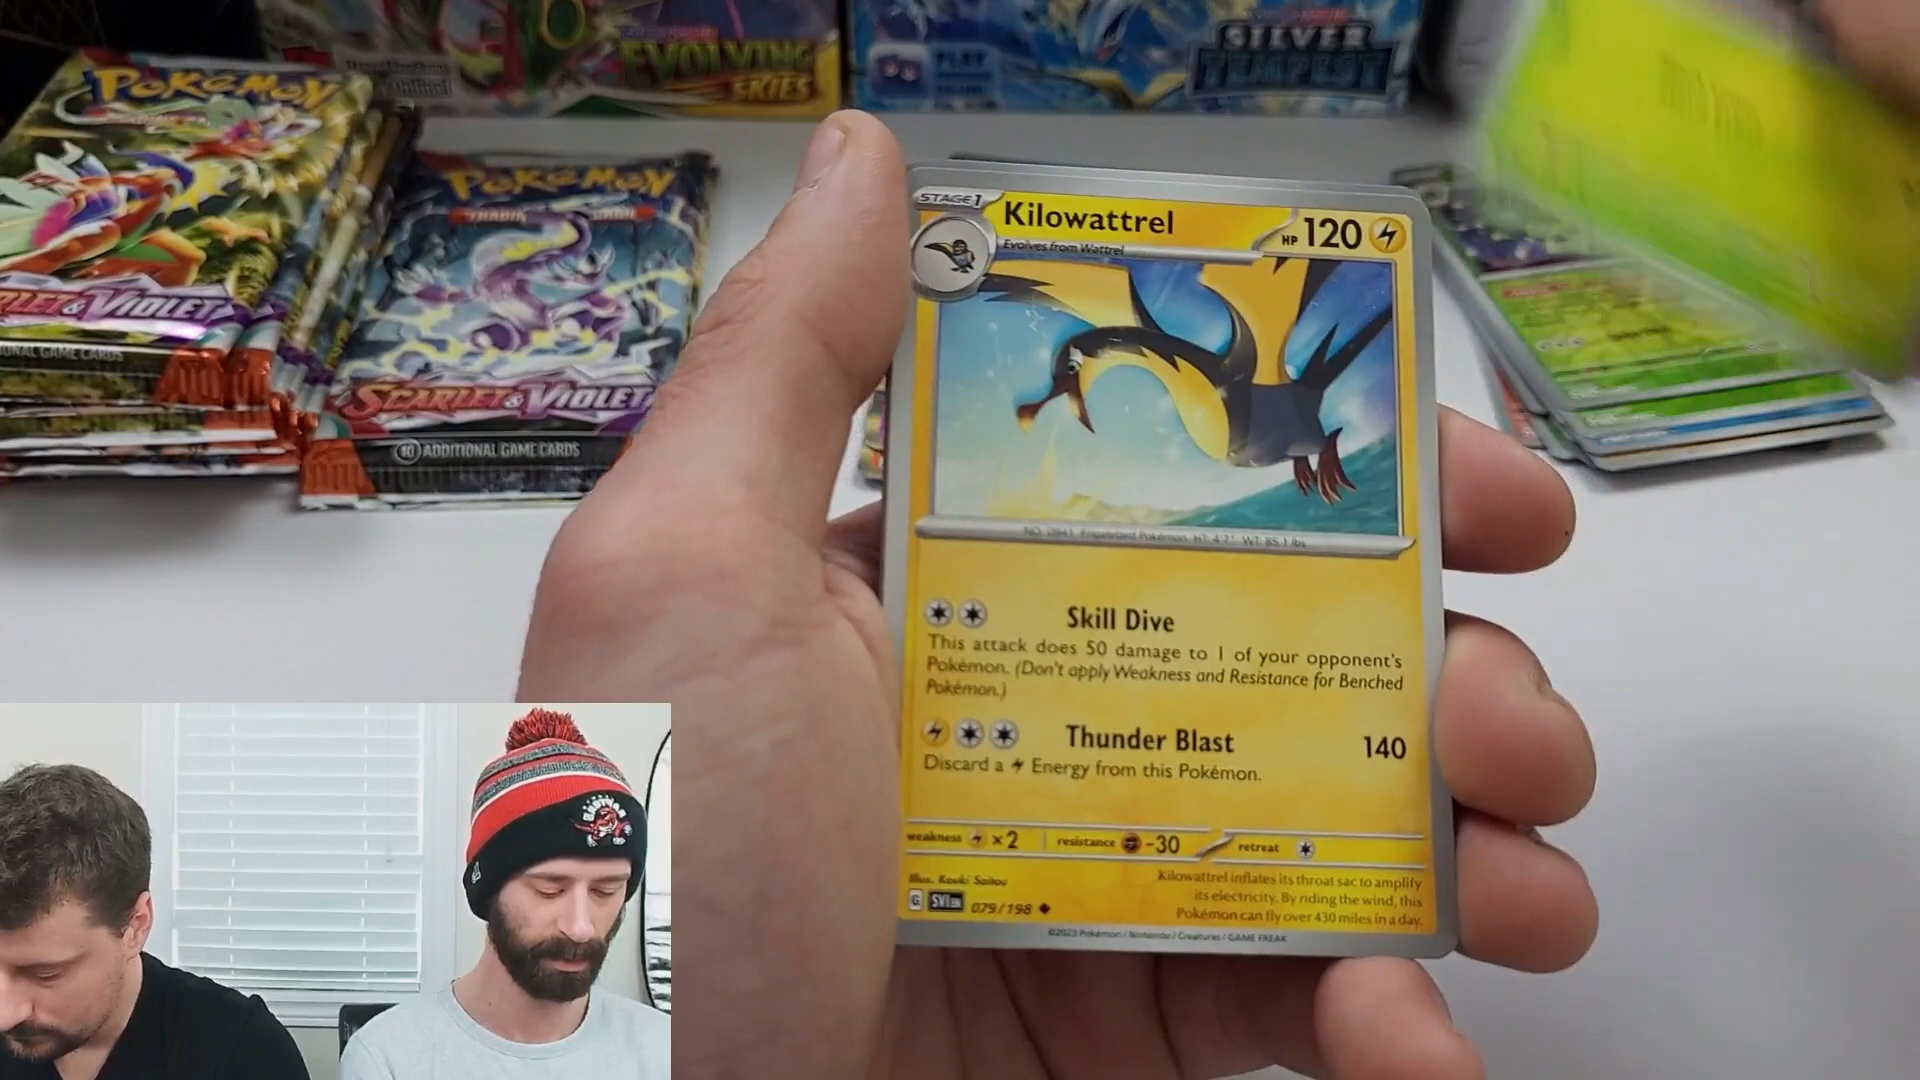 EVOLVING
SKIES
PLAY
SILVER
TEMPEST
POKÉMON
SCARLET & VIOLET
POKÉMON
SCARLET & VIOLET
10 ADDITIONAL GAME CARDS
STAGE 1
Kilowattrel
HP 120
Evolves from Wattrel
Skill Dive
This attack does 50 damage to 1 of your opponent's
Pokémon. (Don't apply Weakness and Resistance for Benched
Pokémon.)
Thunder Blast 140
Discard a Energy from this Pokémon.
weakness ×2 resistance -30 retreat
Illus. Kouki Saitou
G SVI EN 079/198
Kilowattrel inflates its throat sac to amplify
its electricity. By riding the wind, this
Pokémon can fly over 430 miles in a day.
©2023 Pokémon / Nintendo / Creatures / GAME FREAK